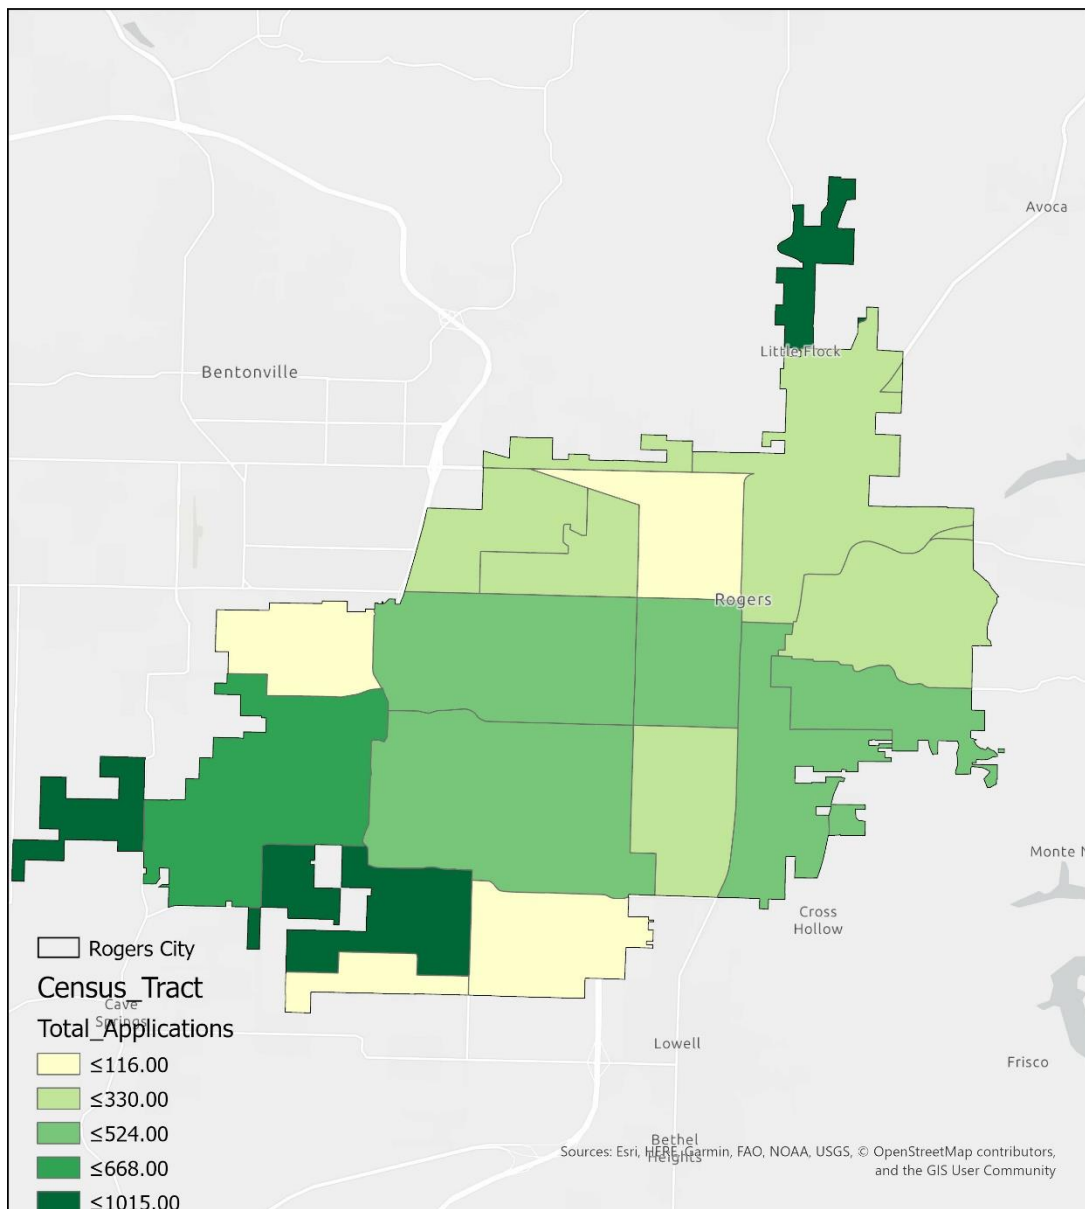 Avoca
Little Flock
Bentonville
Rogers
Monte N
Cross
Hollow
Rogers City
Census_Tract
Cave
Springs
Total_Applications
Lowell
Frisco
≤116.00
≤330.00
≤524.00
≤668.00
≤1015.00
Bethel
Heights
Sources: Esri, HERE, Garmin, FAO, NOAA, USGS, © OpenStreetMap contributors,
and the GIS User Community